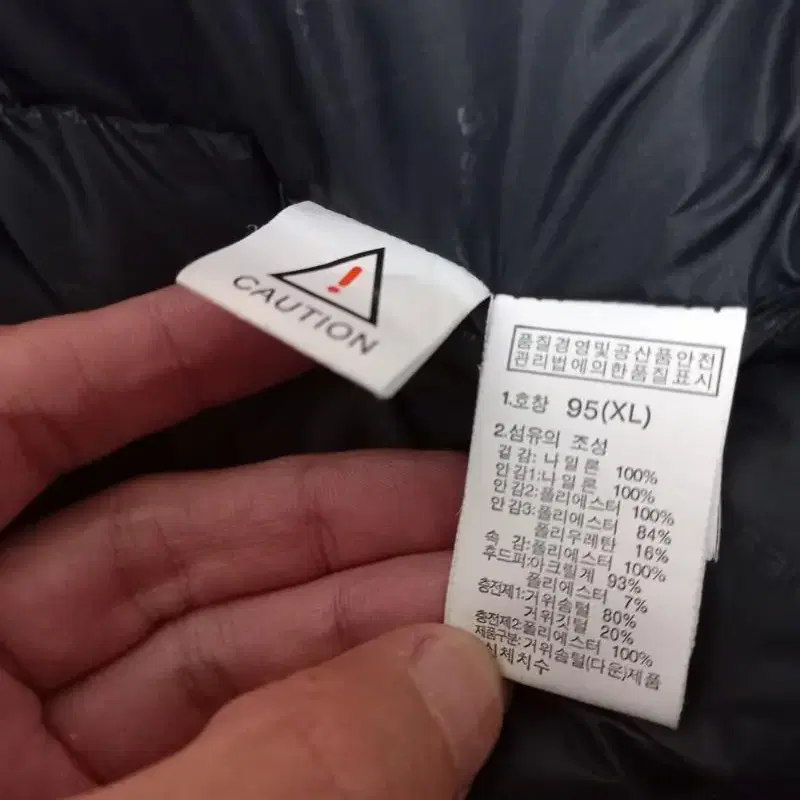 CAUTION
품질경영및공산품안전
관리법에의한품질표시
1.호칭 95(XL)
2.섬유의 조성
겉 감: 나 일 론 100%
안 감1:나 일 론 100%
안 감2:폴리에스터 100%
안 감3:폴리에스터 84%
폴리우레탄 16%
속 감:폴리에스터 100%
후드퍼:아크릴계 93%
폴리에스터 7%
충전제1:거위솜털 80%
거위깃털 20%
충전제2:폴리에스터 100%
제품구분:거위솜털(다운)제품
신체치수